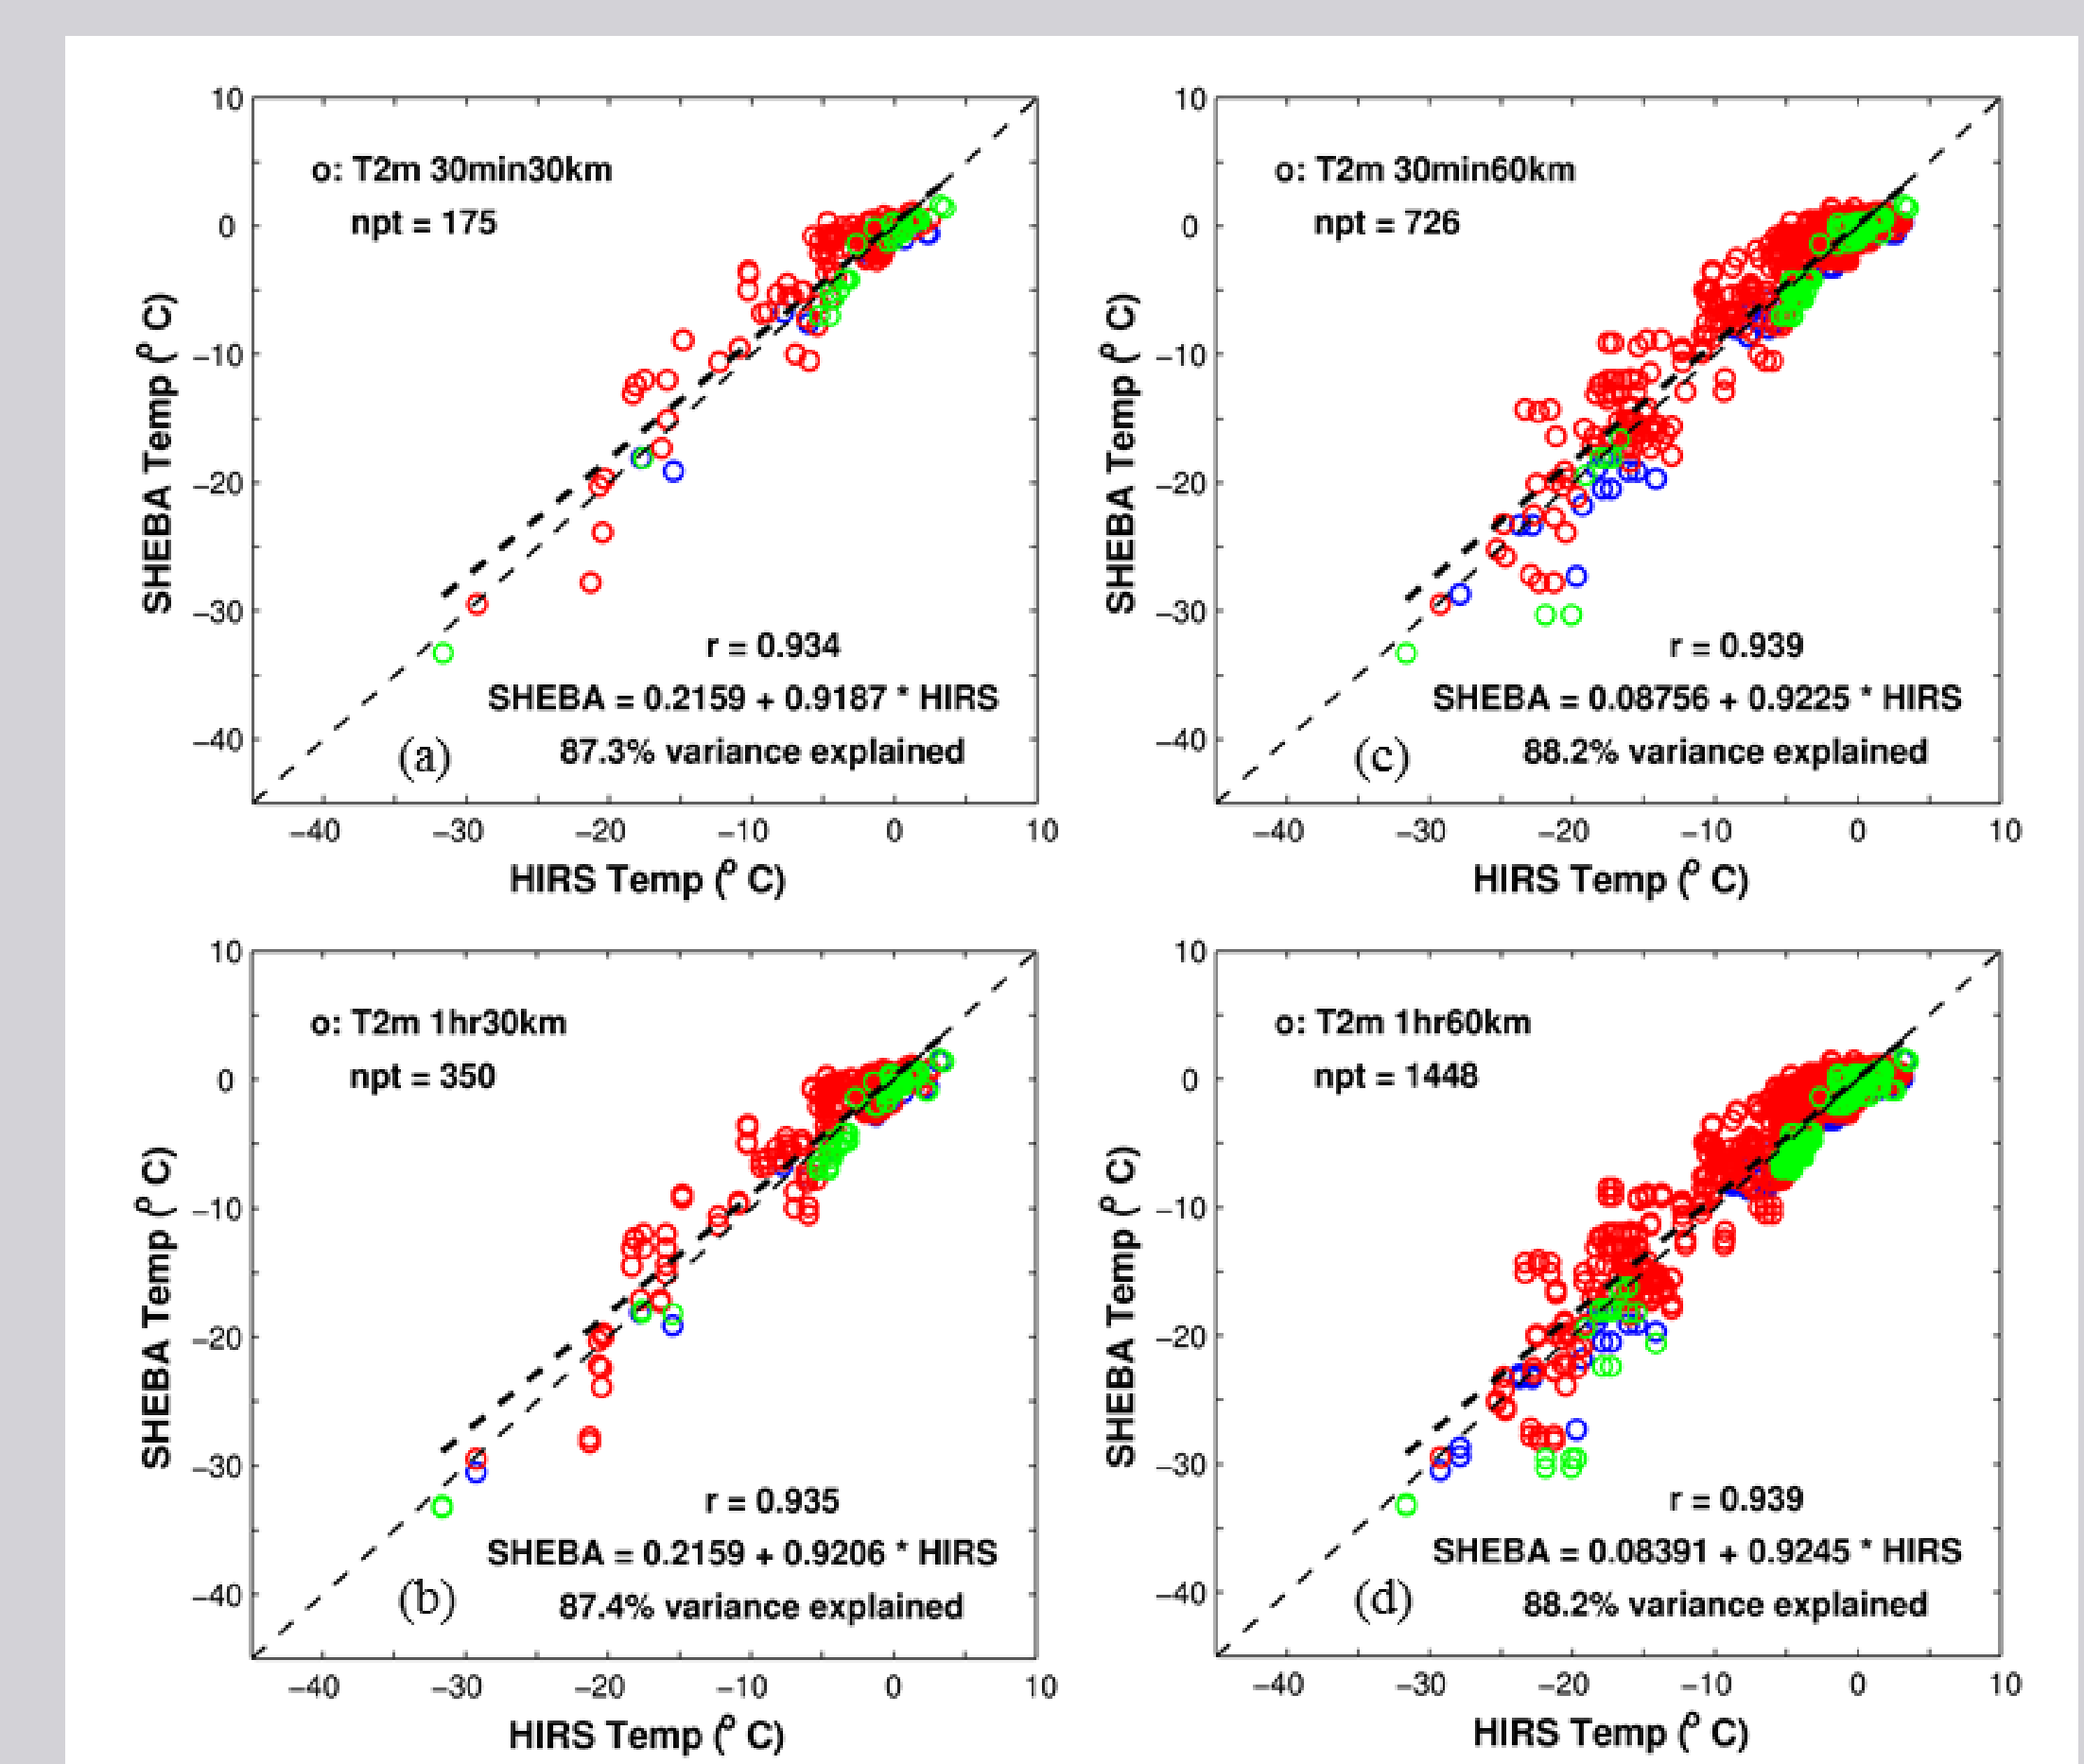 10
0
−10
−20
−30
−40
SHEBA Temp (º C)
o: T2m 30min30km
npt = 175
r = 0.934
SHEBA = 0.2159 + 0.9187 * HIRS
87.3% variance explained
(a)
−40 −30 −20 −10 0 10
HIRS Temp (º C)
10
0
−10
−20
−30
−40
SHEBA Temp (º C)
o: T2m 30min60km
npt = 726
r = 0.939
SHEBA = 0.08756 + 0.9225 * HIRS
88.2% variance explained
(c)
−40 −30 −20 −10 0 10
HIRS Temp (º C)
10
0
−10
−20
−30
−40
SHEBA Temp (º C)
o: T2m 1hr30km
npt = 350
r = 0.935
SHEBA = 0.2159 + 0.9206 * HIRS
87.4% variance explained
(b)
−40 −30 −20 −10 0 10
HIRS Temp (º C)
10
0
−10
−20
−30
−40
SHEBA Temp (º C)
o: T2m 1hr60km
npt = 1448
r = 0.939
SHEBA = 0.08391 + 0.9245 * HIRS
88.2% variance explained
(d)
−40 −30 −20 −10 0 10
HIRS Temp (º C)